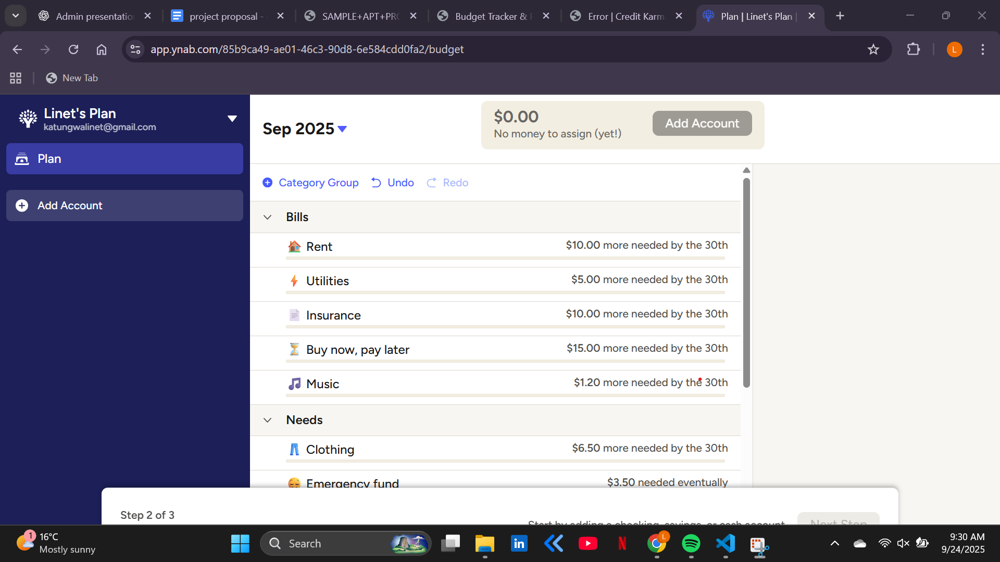 Admin presentatio
project proposal -
SAMPLE+APT+PRO
Budget Tracker &
Error | Credit Karm
Plan | Linet's Plan |
app.ynab.com/85b9ca49-ae01-46c3-90d8-6e584cdd0fa2/budget
L
New Tab
Linet's Plan
katungwalinet@gmail.com
Plan
Add Account
Sep 2025
$0.00
No money to assign (yet!)
Add Account
Category Group
Undo
Redo
Bills
Rent
$10.00 more needed by the 30th
Utilities
$5.00 more needed by the 30th
Insurance
$10.00 more needed by the 30th
Buy now, pay later
$15.00 more needed by the 30th
Music
$1.20 more needed by the 30th
Needs
Clothing
$6.50 more needed by the 30th
Emergency fund
$3.50 needed eventually
Step 2 of 3
Start by adding a checking, savings, or cash account
Next Step
1
16°C
Mostly sunny
Search
in
N
L
9:30 AM
9/24/2025